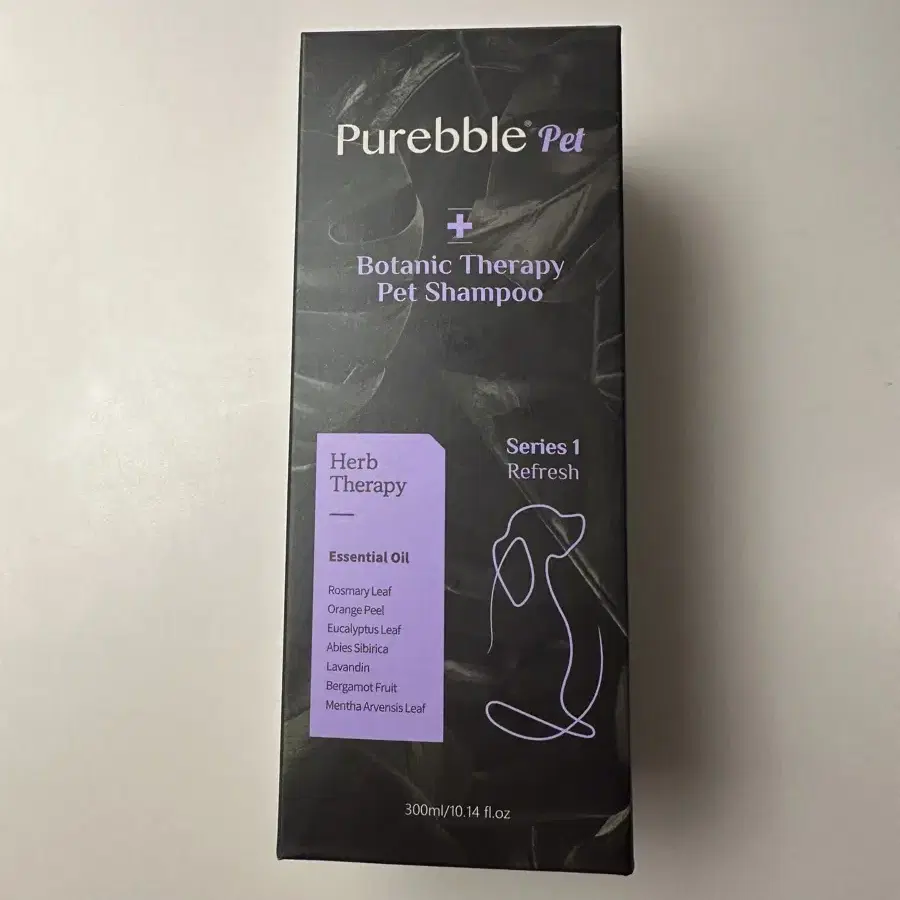 Purebble® Pet
Botanic Therapy
Pet Shampoo
Herb
Therapy
Essential Oil
Rosmary Leaf
Orange Peel
Eucalyptus Leaf
Abies Sibirica
Lavandin
Bergamot Fruit
Mentha Arvensis Leaf
Series 1
Refresh
300ml/10.14 fl.oz